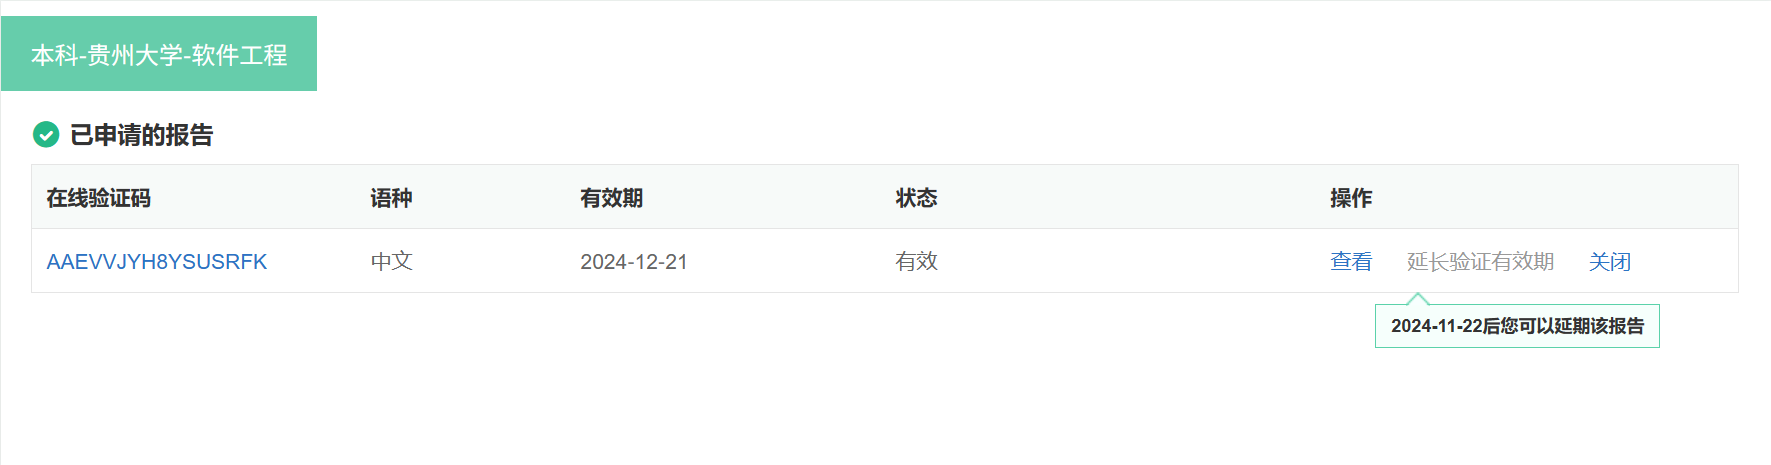 本科-贵州大学-软件工程
已申请的报告
在线验证码 语种 有效期 状态 操作
AAEVVJYH8YSUSRFK 中文 2024-12-21 有效 查看 延长验证有效期 关闭
2024-11-22后您可以延期该报告